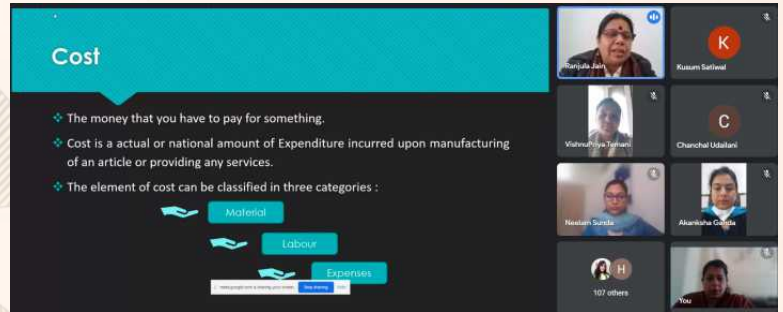 Cost
The money that you have to pay for something.
Cost is a actual or national amount of Expenditure incurred upon manufacturing
of an article or providing any services.
The element of cost can be classified in three categories :
Material
Labour
Expenses
Stop sharing
Hide
Ranjula Jain
K
Kusum Satiwal
VishnuPriya Temani
C
Chanchal Udailani
Neelam Sunda
Akanksha Ganda
H
107 others
You